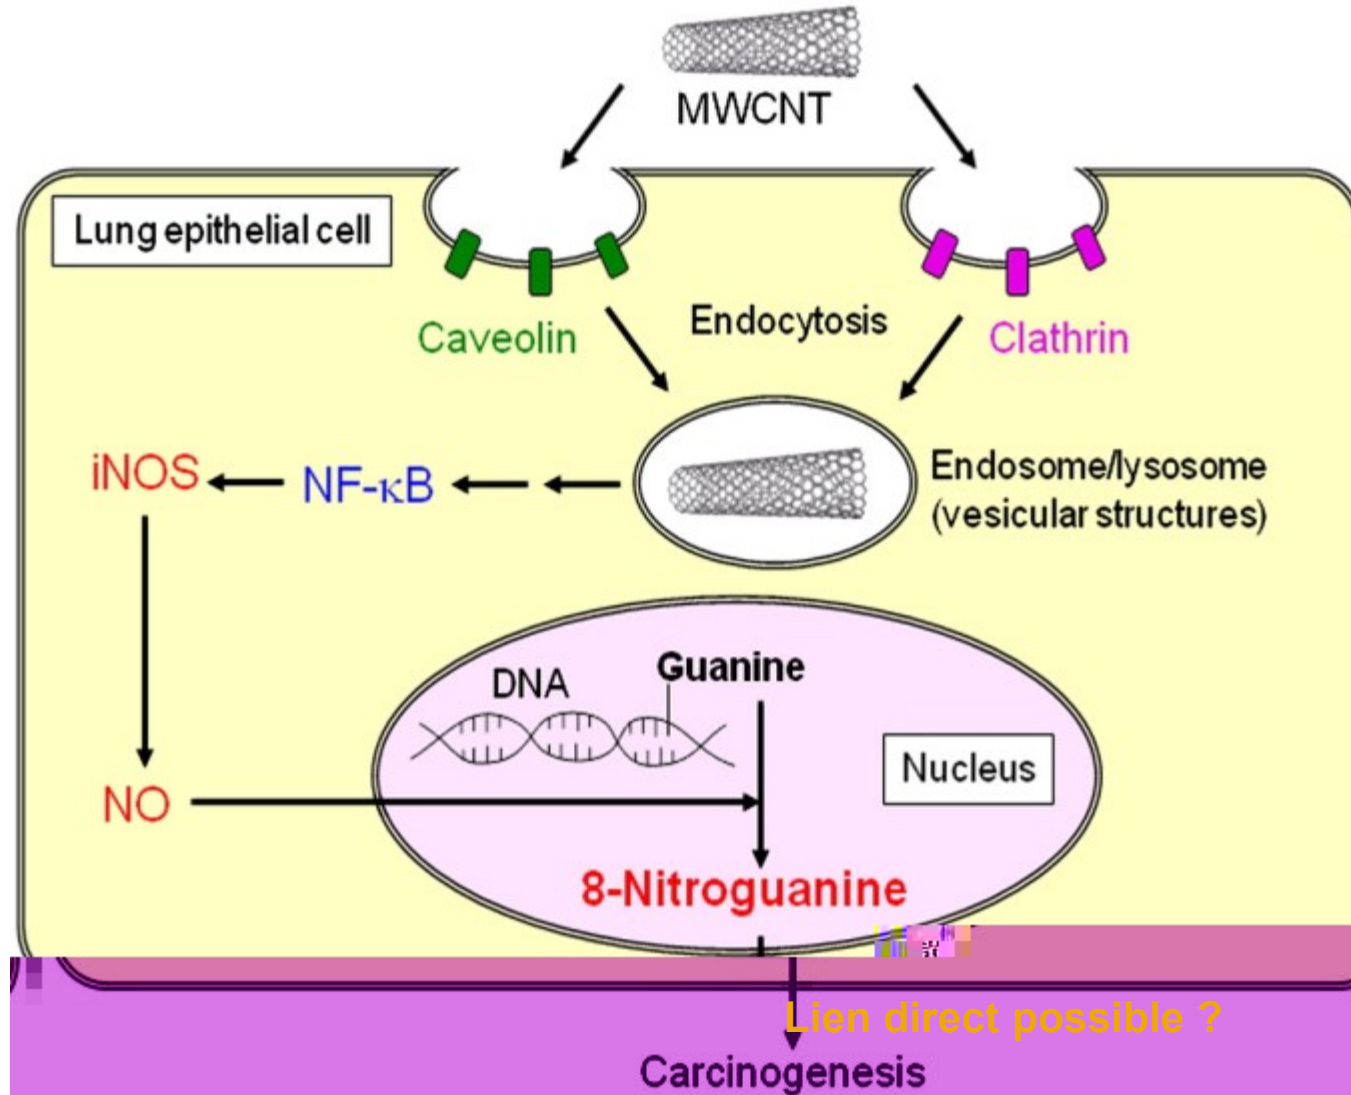 MWCNT
Lung epithelial cell
Caveolin
Endocytosis
Clathrin
iNOS
NF-κB
Endosome/lysosome
(vesicular structures)
DNA
Guanine
Nucleus
NO
8-Nitroguanine
Lien direct possible ?
Carcinogenesis